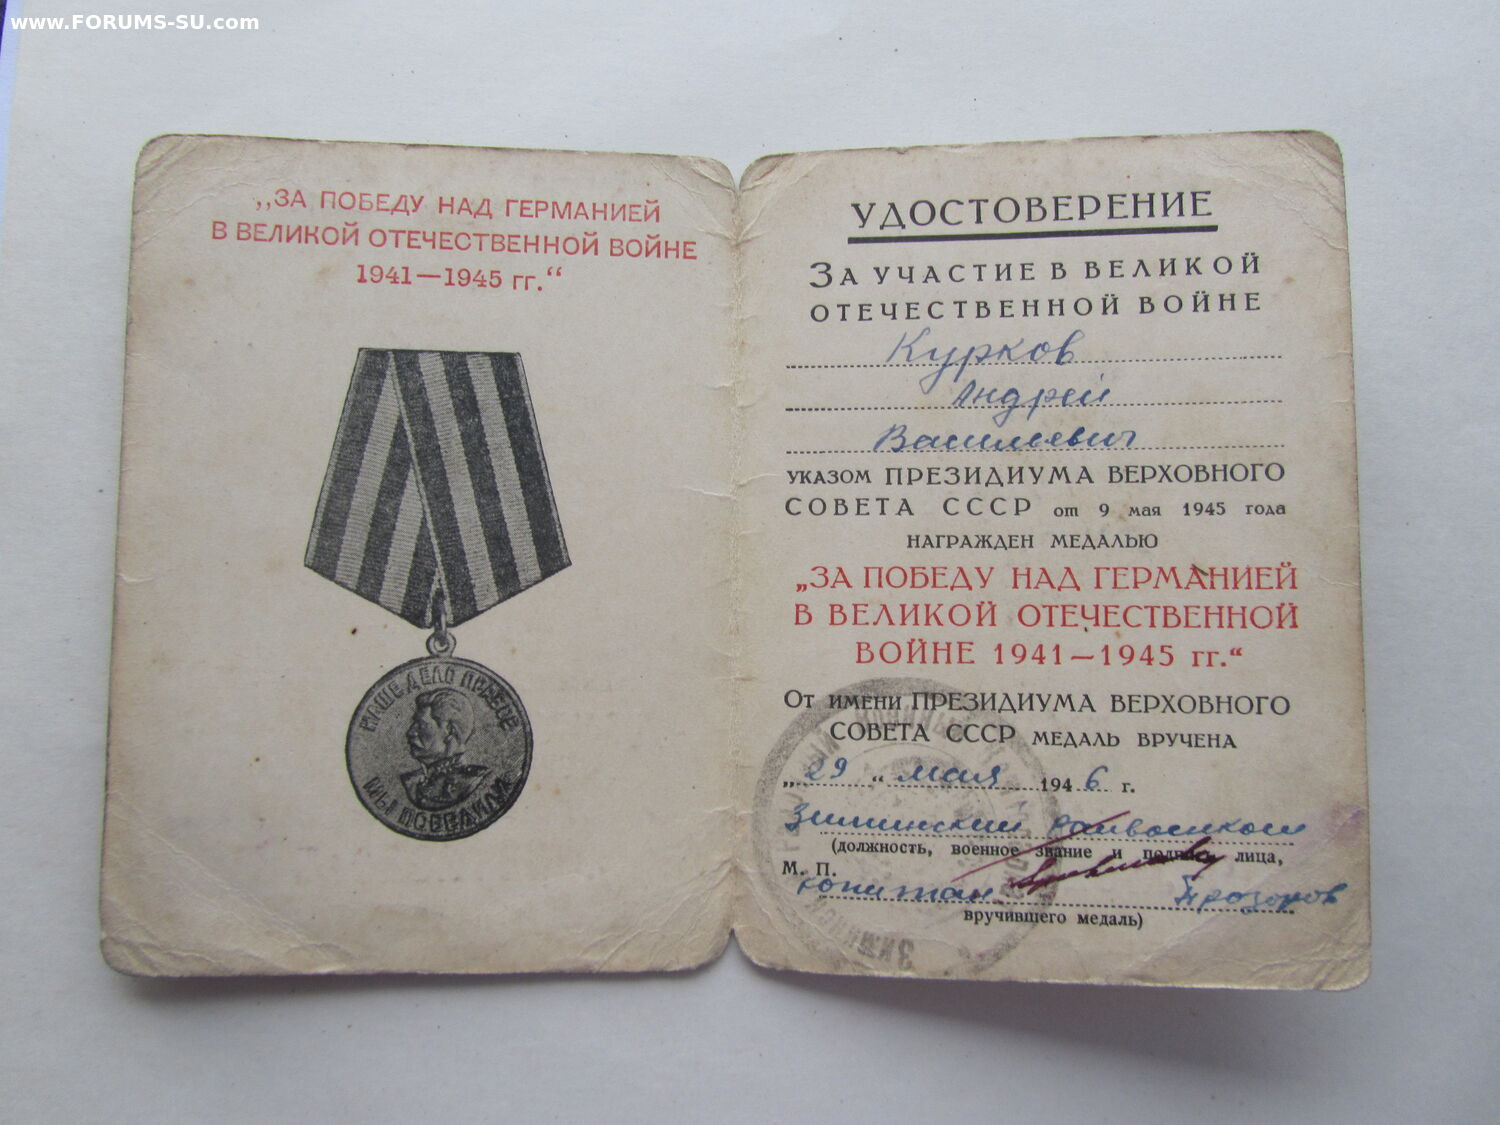 www.FORUMS-SU.com
„ЗА ПОБЕДУ НАД ГЕРМАНИЕЙ
В ВЕЛИКОЙ ОТЕЧЕСТВЕННОЙ ВОЙНЕ
1941—1945 гг.“
НАШЕ ДЕЛО ПРАВОЕ
МЫ ПОБЕДИЛИ
УДОСТОВЕРЕНИЕ
ЗА УЧАСТИЕ В ВЕЛИКОЙ
ОТЕЧЕСТВЕННОЙ ВОЙНЕ
Курков
Андрей
Васильевич
УКАЗОМ ПРЕЗИДИУМА ВЕРХОВНОГО
СОВЕТА СССР от 9 мая 1945 года
НАГРАЖДЕН МЕДАЛЬЮ
„ЗА ПОБЕДУ НАД ГЕРМАНИЕЙ
В ВЕЛИКОЙ ОТЕЧЕСТВЕННОЙ
ВОЙНЕ 1941—1945 гг.“
От имени ПРЕЗИДИУМА ВЕРХОВНОГО
СОВЕТА СССР МЕДАЛЬ ВРУЧЕНА
„29“ мая 1946 г.
Зиминский райвоенком
(должность, военное звание и подпись лица,
М. П.
капитан Прозоров
вручившего медаль)